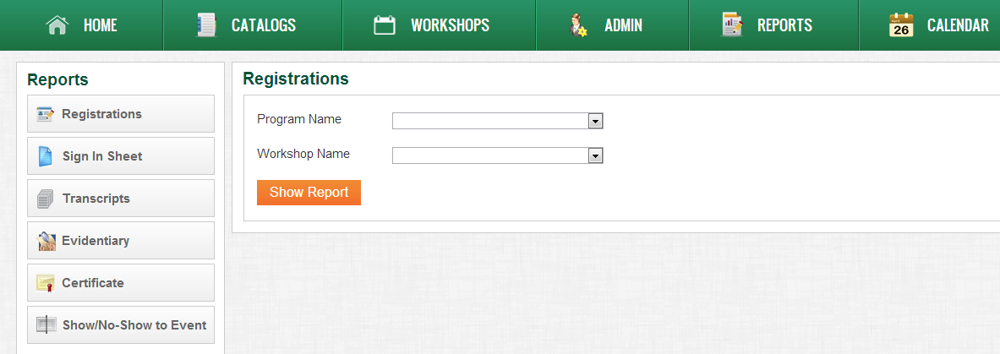 HOME CATALOGS WORKSHOPS ADMIN REPORTS April 26 CALENDAR
Reports
Registrations
Sign In Sheet
Transcripts
Evidentiary
Certificate
Show/No-Show to Event
Registrations
Program Name
Workshop Name
Show Report